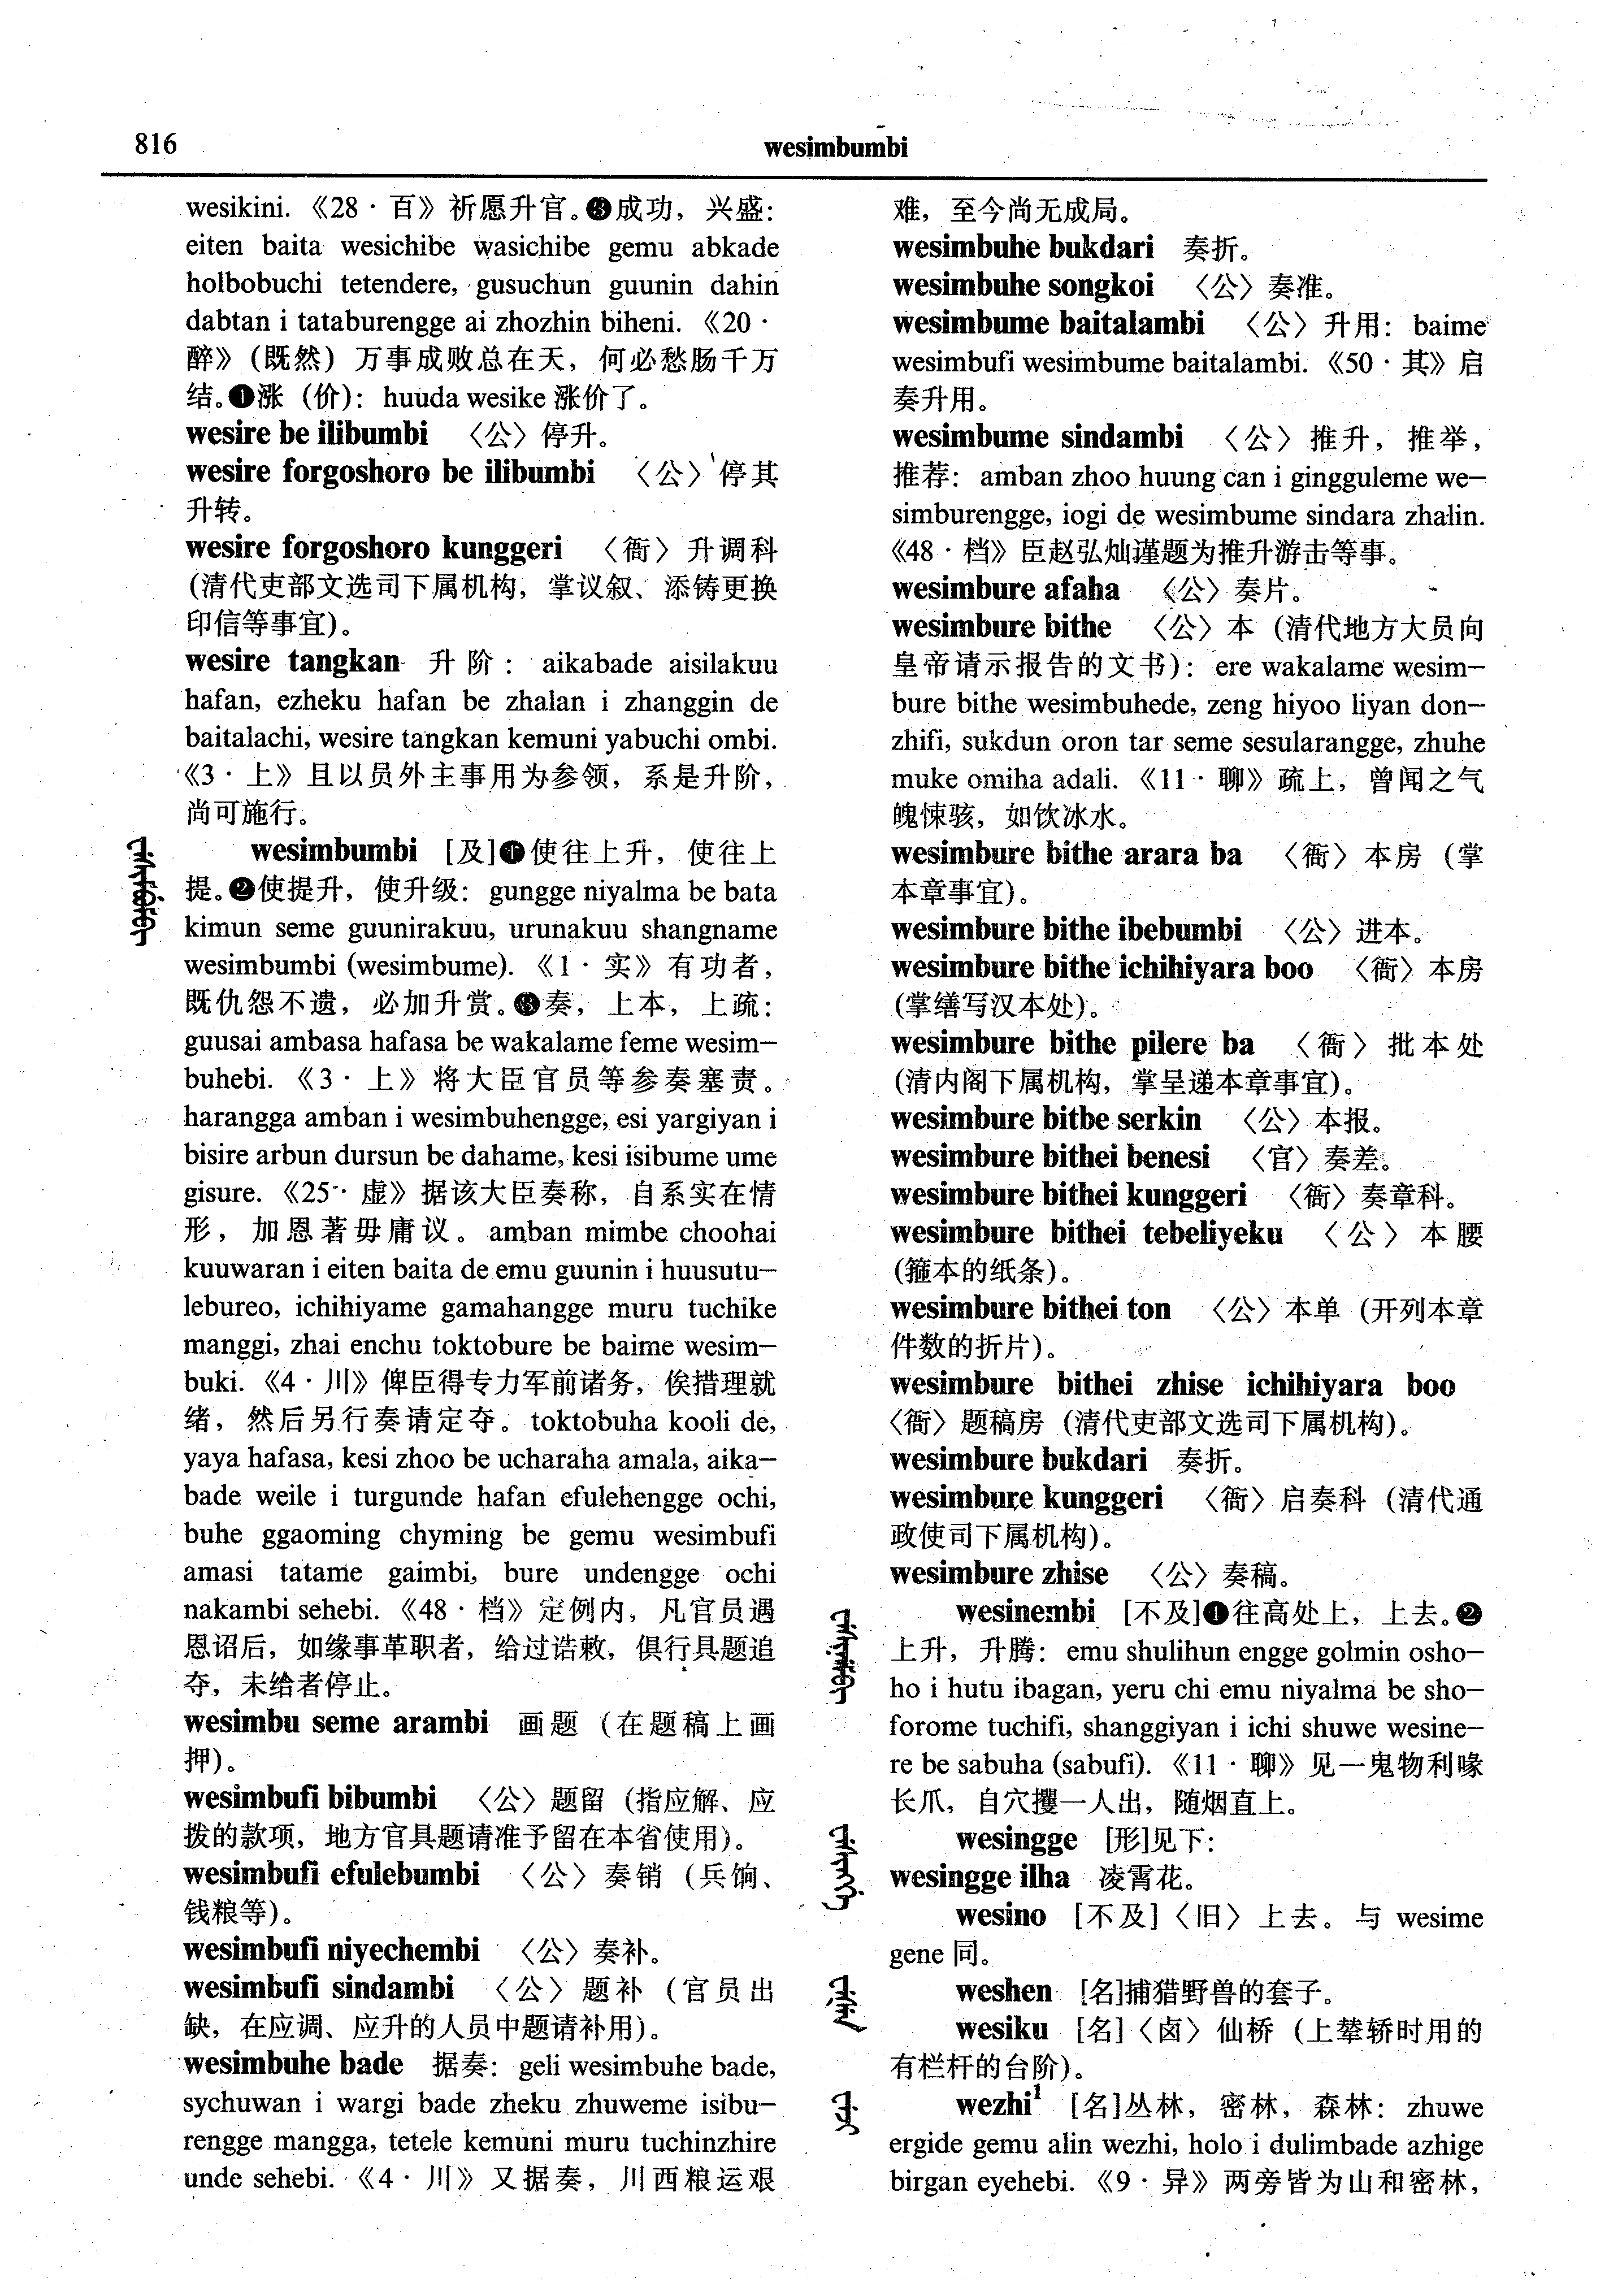 816
wesimbumbi
wesikini.《28·百》祈愿升官。❸成功，兴盛：
eiten baita wesichibe wasichibe gemu abkade
holbobuchi tetendere, gusuchun guunin dahin
dabtan i tataburengge ai zhozhin biheni.《20·
醉》(既然) 万事成败总在天，何必愁肠千万
结。❶涨 (价)：huuda wesike 涨价了。
wesire be ilibumbi 〈公〉停升。
wesire forgoshoro be ilibumbi 〈公〉停其
升转。
wesire forgoshoro kunggeri 〈衙〉升调科
(清代吏部文选司下属机构，掌议叙、添铸更换
印信等事宜)。
wesire tangkan 升阶：aikabade aisilakuu
hafan, ezheku hafan be zhalan i zhanggin de
baitalachi, wesire tangkan kemuni yabuchi ombi.
《3·上》且以员外主事用为参领，系是升阶，
尚可施行。
wesimbumbi [及]❶使往上升，使往上
提。❷使提升，使升级：gungge niyalma be bata
kimun seme guunirakuu, urunakuu shangname
wesimbumbi (wesimbume).《1·实》有功者，
既仇怨不遗，必加升赏。❸奏，上本，上疏：
guusai ambasa hafasa be wakalame feme wesim-
buhebi.《3·上》将大臣官员等参奏塞责。
harangga amban i wesimbuhengge, esi yargiyan i
bisire arbun dursun be dahame, kesi isibume ume
gisure.《25·虚》据该大臣奏称，自系实在情
形，加恩著毋庸议。amban mimbe choohai
kuuwaran i eiten baita de emu guunin i huusutu-
lebureo, ichihiyame gamahangge muru tuchike
manggi, zhai enchu toktobure be baime wesim-
buki.《4·川》俾臣得专力军前诸务，俟措理就
绪，然后另行奏请定夺。toktobuha kooli de,
yaya hafasa, kesi zhoo be ucharaha amala, aika-
bade weile i turgunde hafan efulehengge ochi,
buhe ggaoming chyming be gemu wesimbufi
amasi tatame gaimbi, bure undengge ochi
nakambi sehebi.《48·档》定例内，凡官员遇
恩诏后，如缘事革职者，给过诰敕，俱行具题追
夺，未给者停止。
wesimbu seme arambi 画题 (在题稿上画
押)。
wesimbufi bibumbi 〈公〉题留 (指应解、应
拨的款项，地方官具题请准予留在本省使用)。
wesimbufi efulebumbi 〈公〉奏销 (兵饷、
钱粮等)。
wesimbufi niyechembi 〈公〉奏补。
wesimbufi sindambi 〈公〉题补 (官员出
缺，在应调、应升的人员中题请补用)。
wesimbuhe bade 据奏：geli wesimbuhe bade,
sychuwan i wargi bade zheku zhuweme isibu-
rengge mangga, tetele kemuni muru tuchinzhire
unde sehebi.《4·川》又据奏，川西粮运艰
难，至今尚无成局。
wesimbuhe bukdari 奏折。
wesimbuhe songkoi 〈公〉奏准。
wesimbume baitalambi 〈公〉升用：baime
wesimbufi wesimbume baitalambi.《50·其》启
奏升用。
wesimbume sindambi 〈公〉推升，推举，
推荐：amban zhoo huung can i gingguleme we-
simburengge, iogi de wesimbume sindara zhalin.
《48·档》臣赵弘灿谨题为推升游击等事。
wesimbure afaha 〈公〉奏片。
wesimbure bithe 〈公〉本 (清代地方大员向
皇帝请示报告的文书)：ere wakalame wesim-
bure bithe wesimbuhede, zeng hiyoo liyan don-
zhifi, sukdun oron tar seme sesularangge, zhuhe
muke omiha adali.《11·聊》疏上，曾闻之气
魄悚骇，如饮冰水。
wesimbure bithe arara ba 〈衙〉本房 (掌
本章事宜)。
wesimbure bithe ibebumbi 〈公〉进本。
wesimbure bithe ichihiyara boo 〈衙〉本房
(掌缮写汉本处)。
wesimbure bithe pilere ba 〈衙〉批本处
(清内阁下属机构，掌呈递本章事宜)。
wesimbure bitbe serkin 〈公〉本报。
wesimbure bithei benesi 〈官〉奏差。
wesimbure bithei kunggeri 〈衙〉奏章科。
wesimbure bithei tebeliyeku 〈公〉本腰
(箍本的纸条)。
wesimbure bithei ton 〈公〉本单 (开列本章
件数的折片)。
wesimbure bithei zhise ichihiyara boo
〈衙〉题稿房 (清代吏部文选司下属机构)。
wesimbure bukdari 奏折。
wesimbure kunggeri 〈衙〉启奏科 (清代通
政使司下属机构)。
wesimbure zhise 〈公〉奏稿。
wesinembi [不及]❶往高处上，上去。❷
上升，升腾：emu shulihun engge golmin osho-
ho i hutu ibagan, yeru chi emu niyalma be sho-
forome tuchifi, shanggiyan i ichi shuwe wesine-
re be sabuha (sabufi).《11·聊》见一鬼物利喙
长爪，自穴攫一人出，随烟直上。
wesingge [形]见下：
wesingge ilha 凌霄花。
wesino [不及]〈旧〉上去。与 wesime
gene 同。
weshen [名]捕猎野兽的套子。
wesiku [名]〈卤〉仙桥 (上辇轿时用的
有栏杆的台阶)。
wezhi¹ [名]丛林，密林，森林：zhuwe
ergide gemu alin wezhi, holo i dulimbade azhige
birgan eyehebi.《9·异》两旁皆为山和密林，